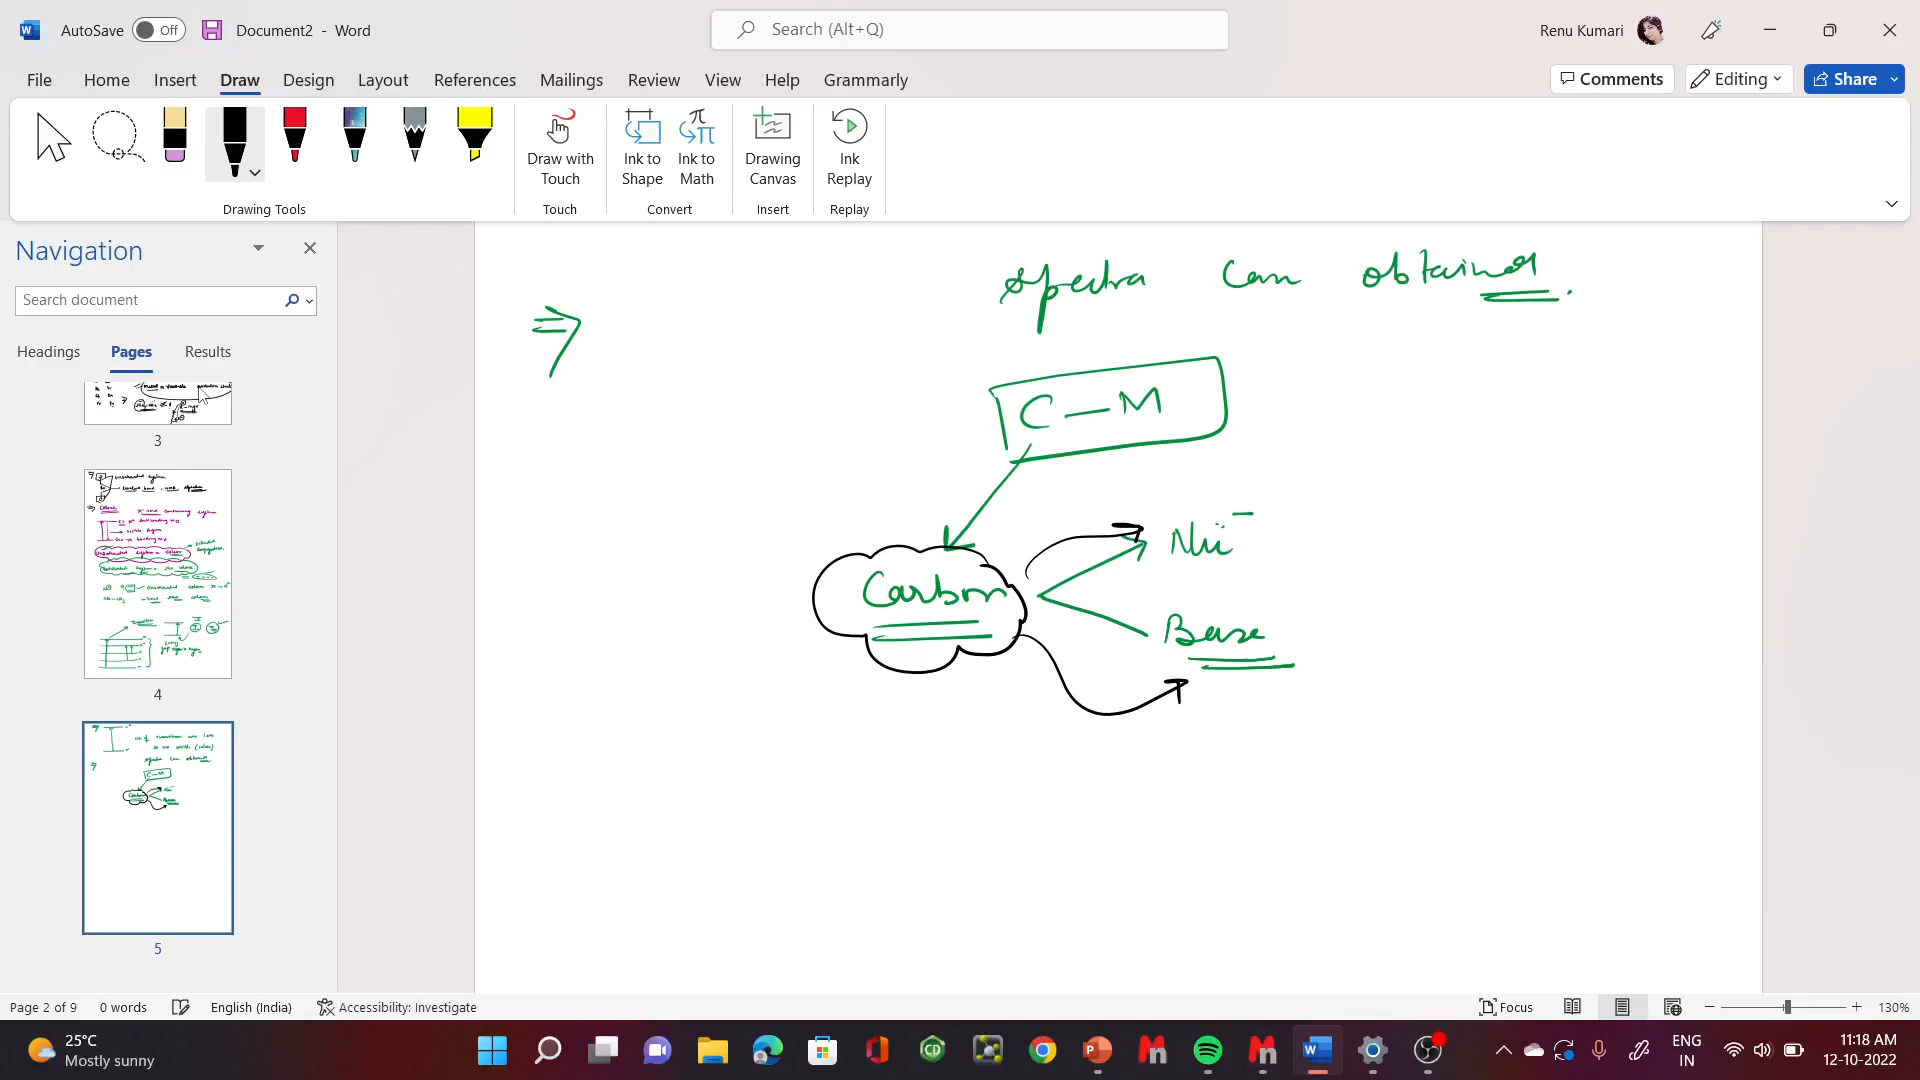 AutoSave Off Document2 - Word Search (Alt+Q) Renu Kumari
File Home Insert Draw Design Layout References Mailings Review View Help Grammarly Comments Editing Share
Draw with Touch Ink to Shape Ink to Math Drawing Canvas Ink Replay
Drawing Tools Touch Convert Insert Replay
Navigation
Search document
Headings Pages Results
3
4
5
spectra can obtained.
⇒
C — M
Nu⁻
Carbon
Base
Page 2 of 9 0 words English (India) Accessibility: Investigate Focus 130%
25°C
Mostly sunny
ENG
IN
11:18 AM
12-10-2022